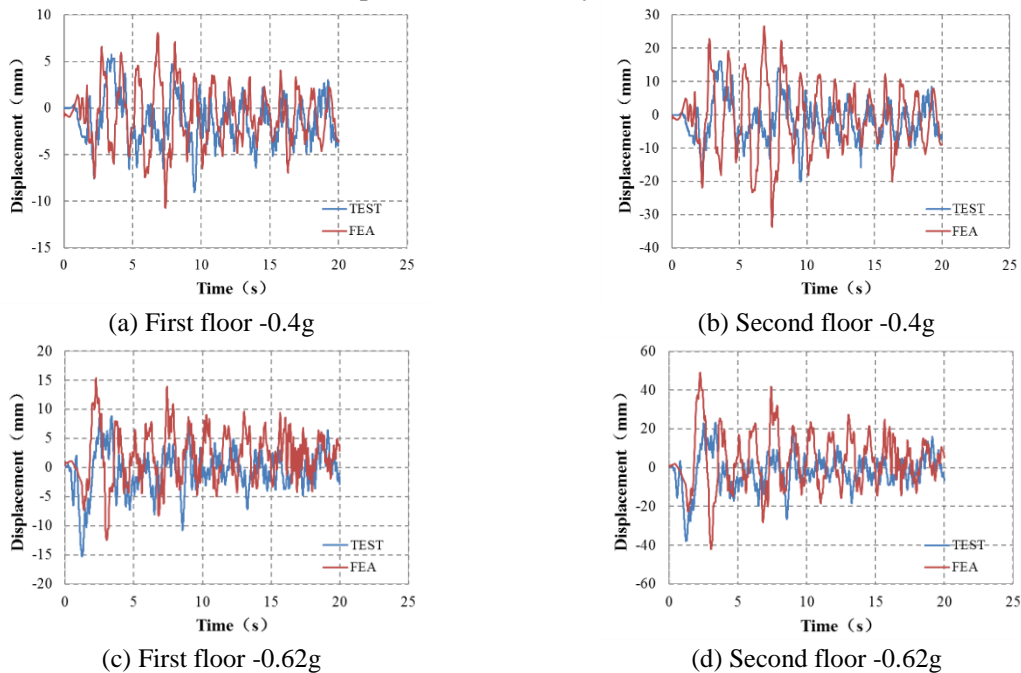 10
5
0
-5
-10
-15
0 5 10 15 20 25
Displacement（mm）
Time（s）
TEST
FEA
(a) First floor -0.4g
30
20
10
0
-10
-20
-30
-40
0 5 10 15 20 25
Displacement（mm）
Time（s）
TEST
FEA
(b) Second floor -0.4g
20
15
10
5
0
-5
-10
-15
-20
0 5 10 15 20 25
Displacement（mm）
Time（s）
TEST
FEA
(c) First floor -0.62g
60
40
20
0
-20
-40
-60
0 5 10 15 20 25
Displacement（mm）
Time（s）
TEST
FEA
(d) Second floor -0.62g